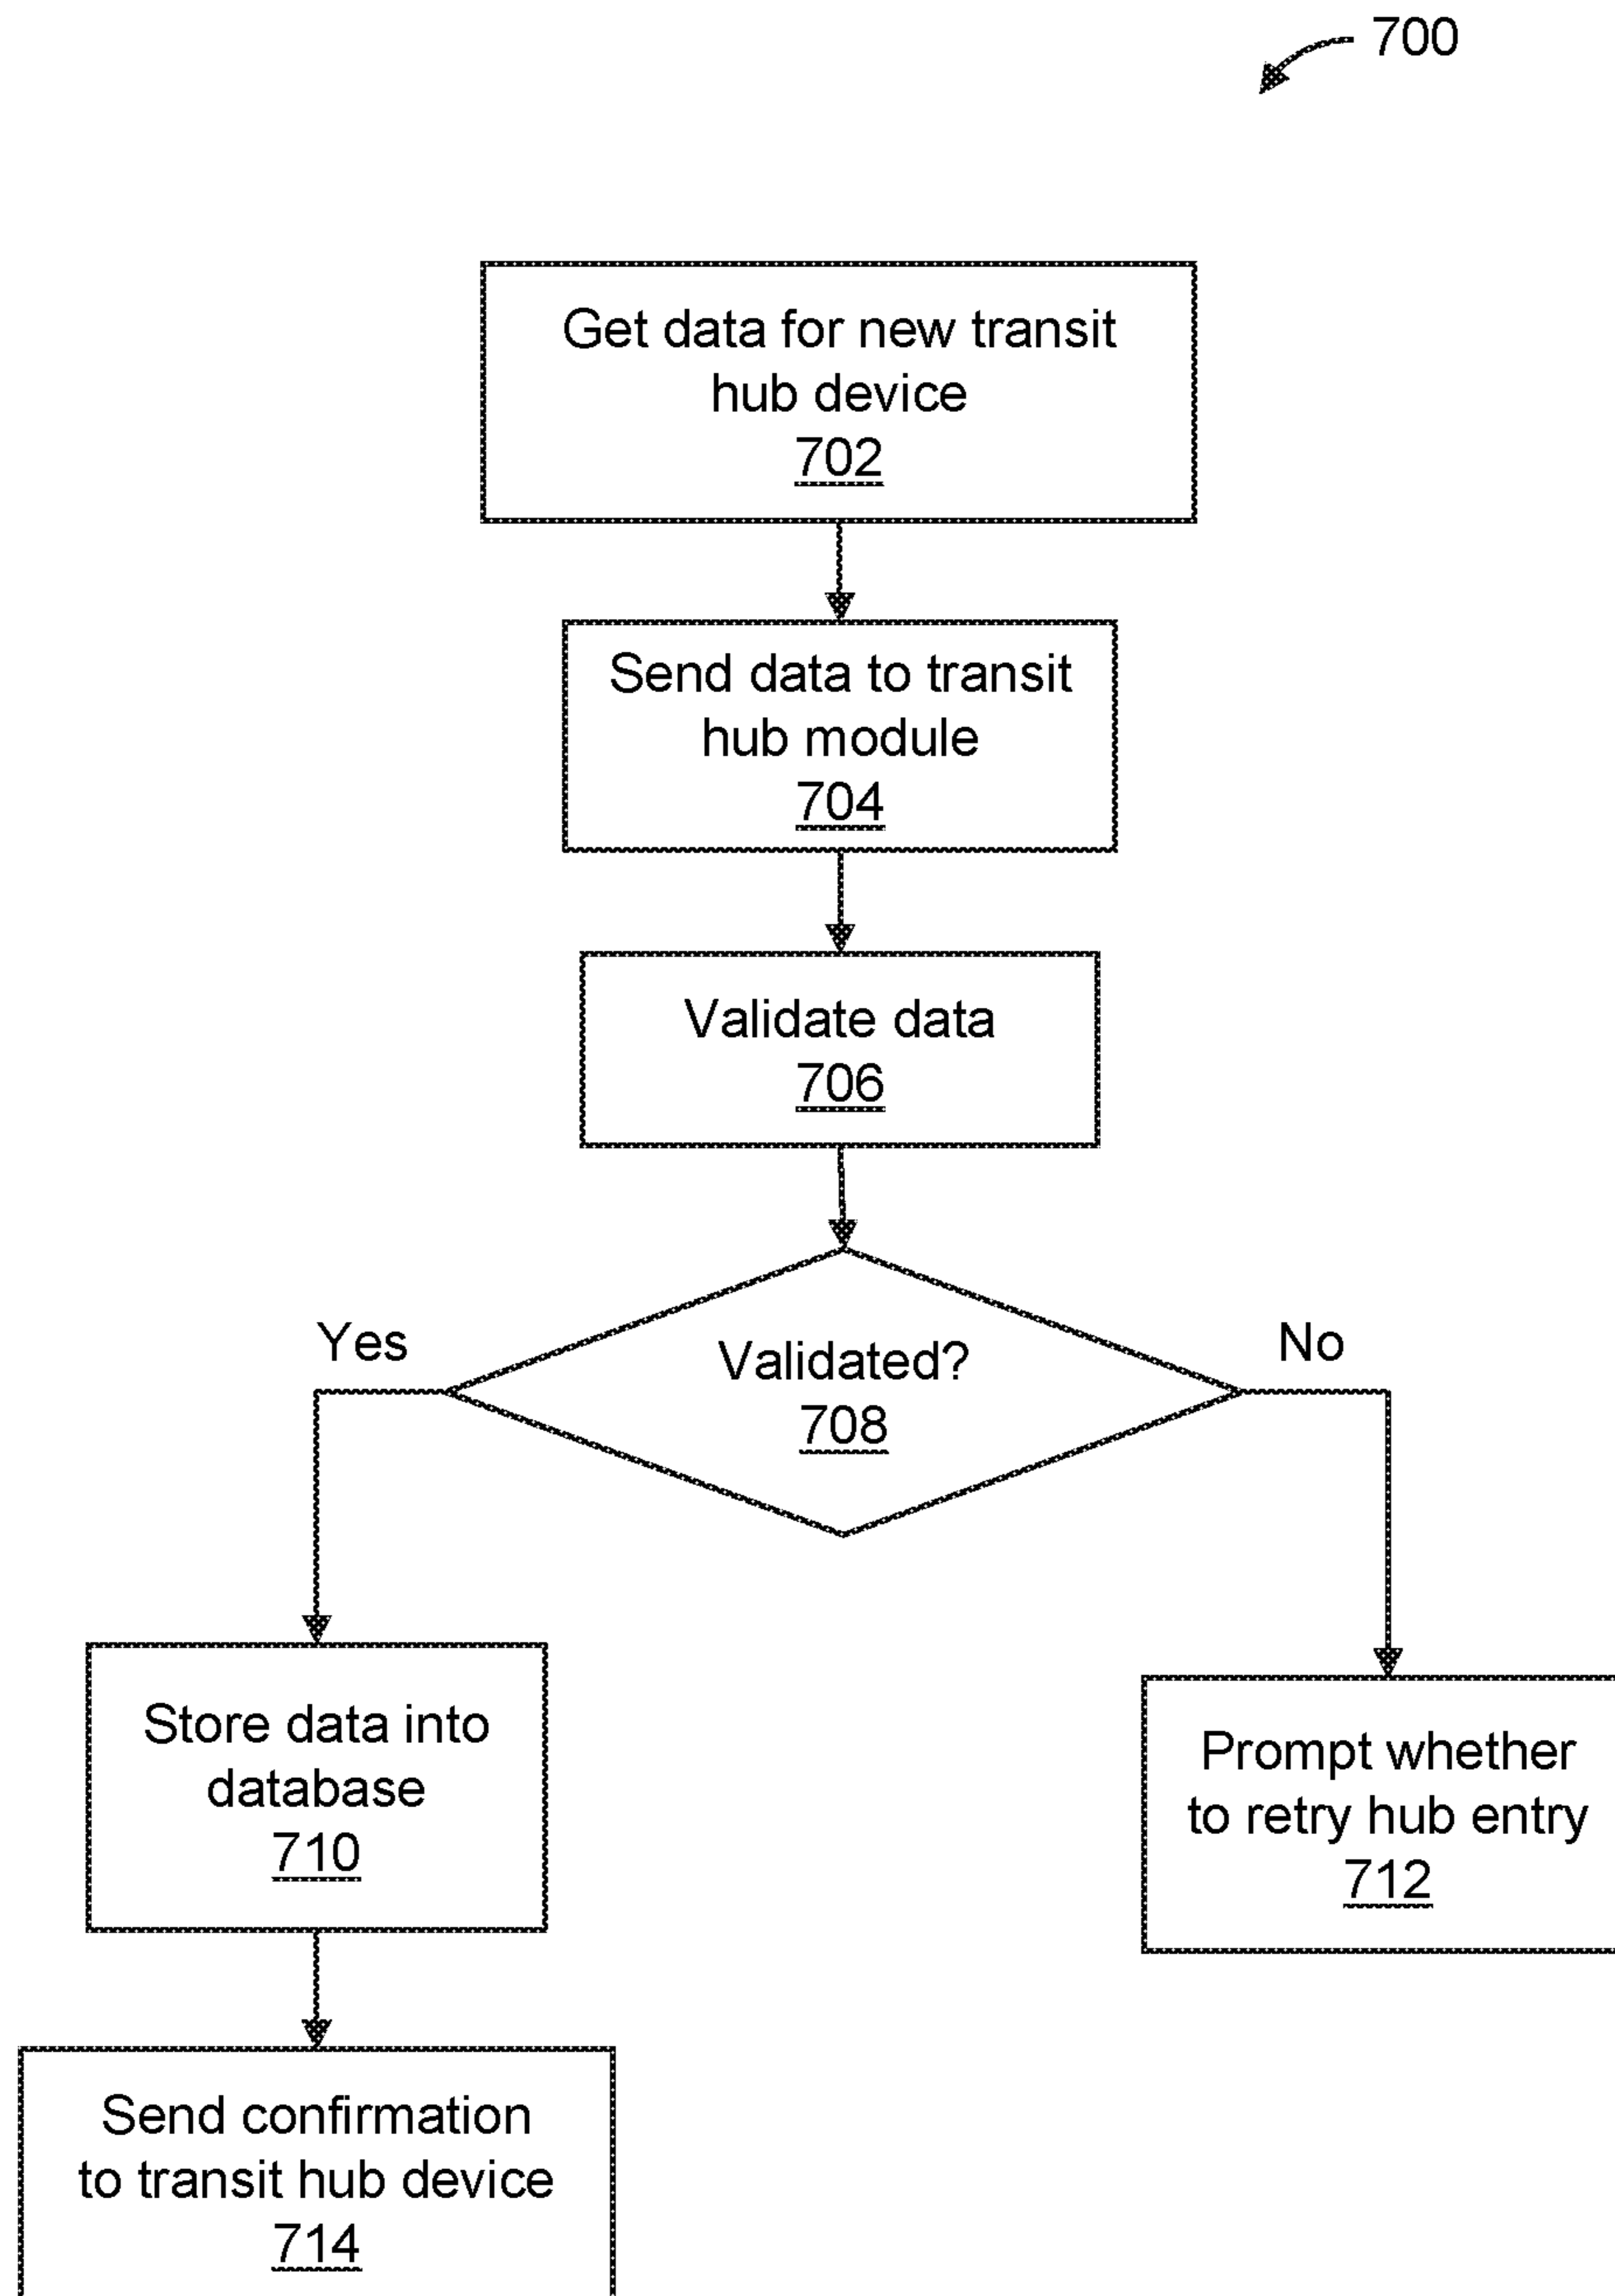 700
Get data for new transit
hub device
702
Send data to transit
hub module
704
Validate data
706
Yes
No
Validated?
708
Store data into
database
710
Prompt whether
to retry hub entry
712
Send confirmation
to transit hub device
714